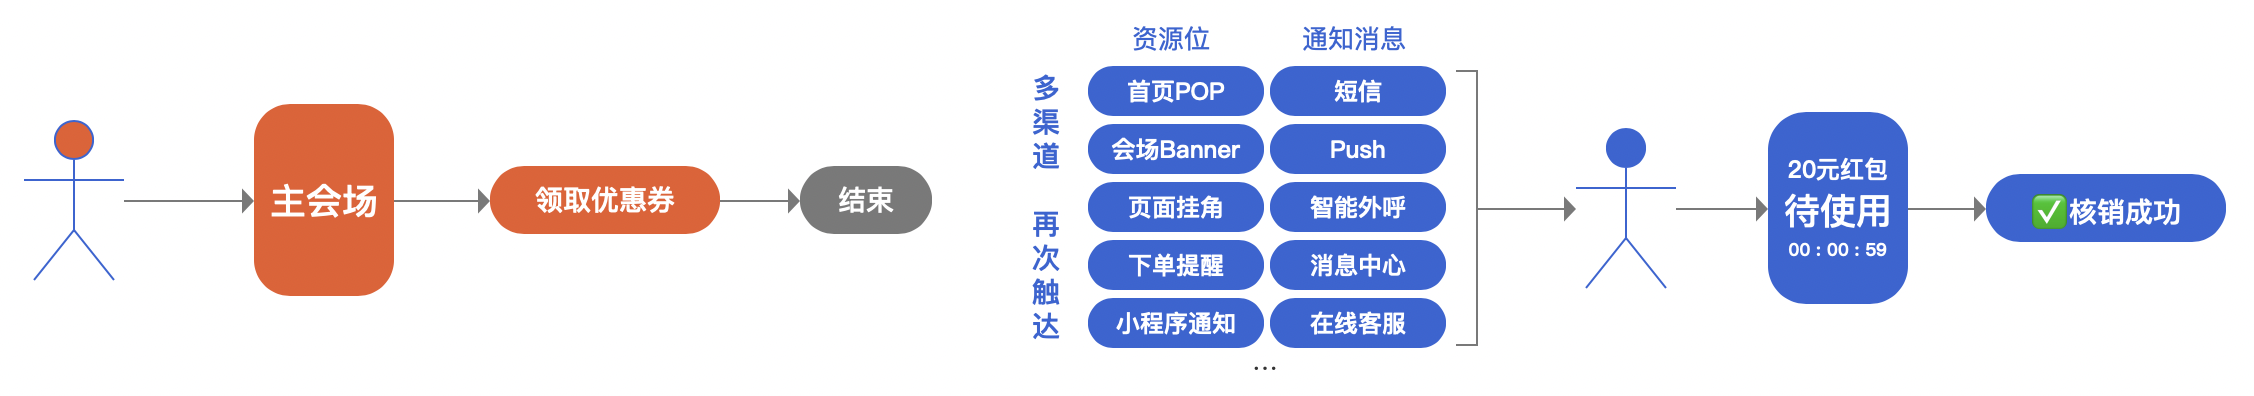 主会场
领取优惠券
结束
多渠道
再次触达
资源位
通知消息
首页POP
短信
会场Banner
Push
页面挂角
智能外呼
下单提醒
消息中心
小程序通知
在线客服
...
20元红包
待使用
00 : 00 : 59
✅核销成功